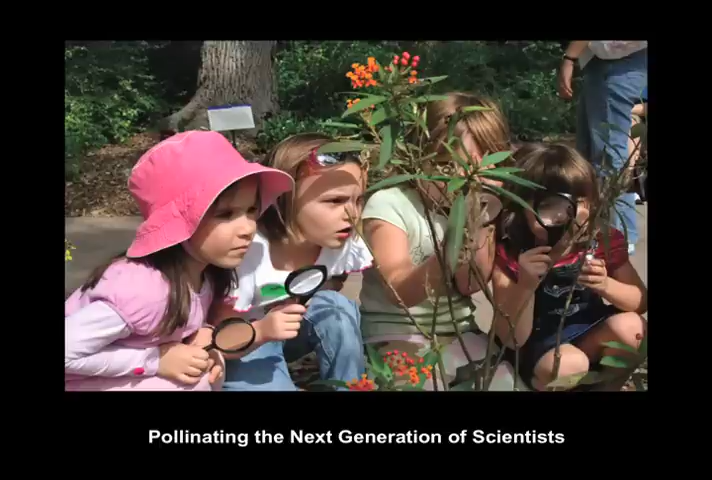 Pollinating the Next Generation of Scientists